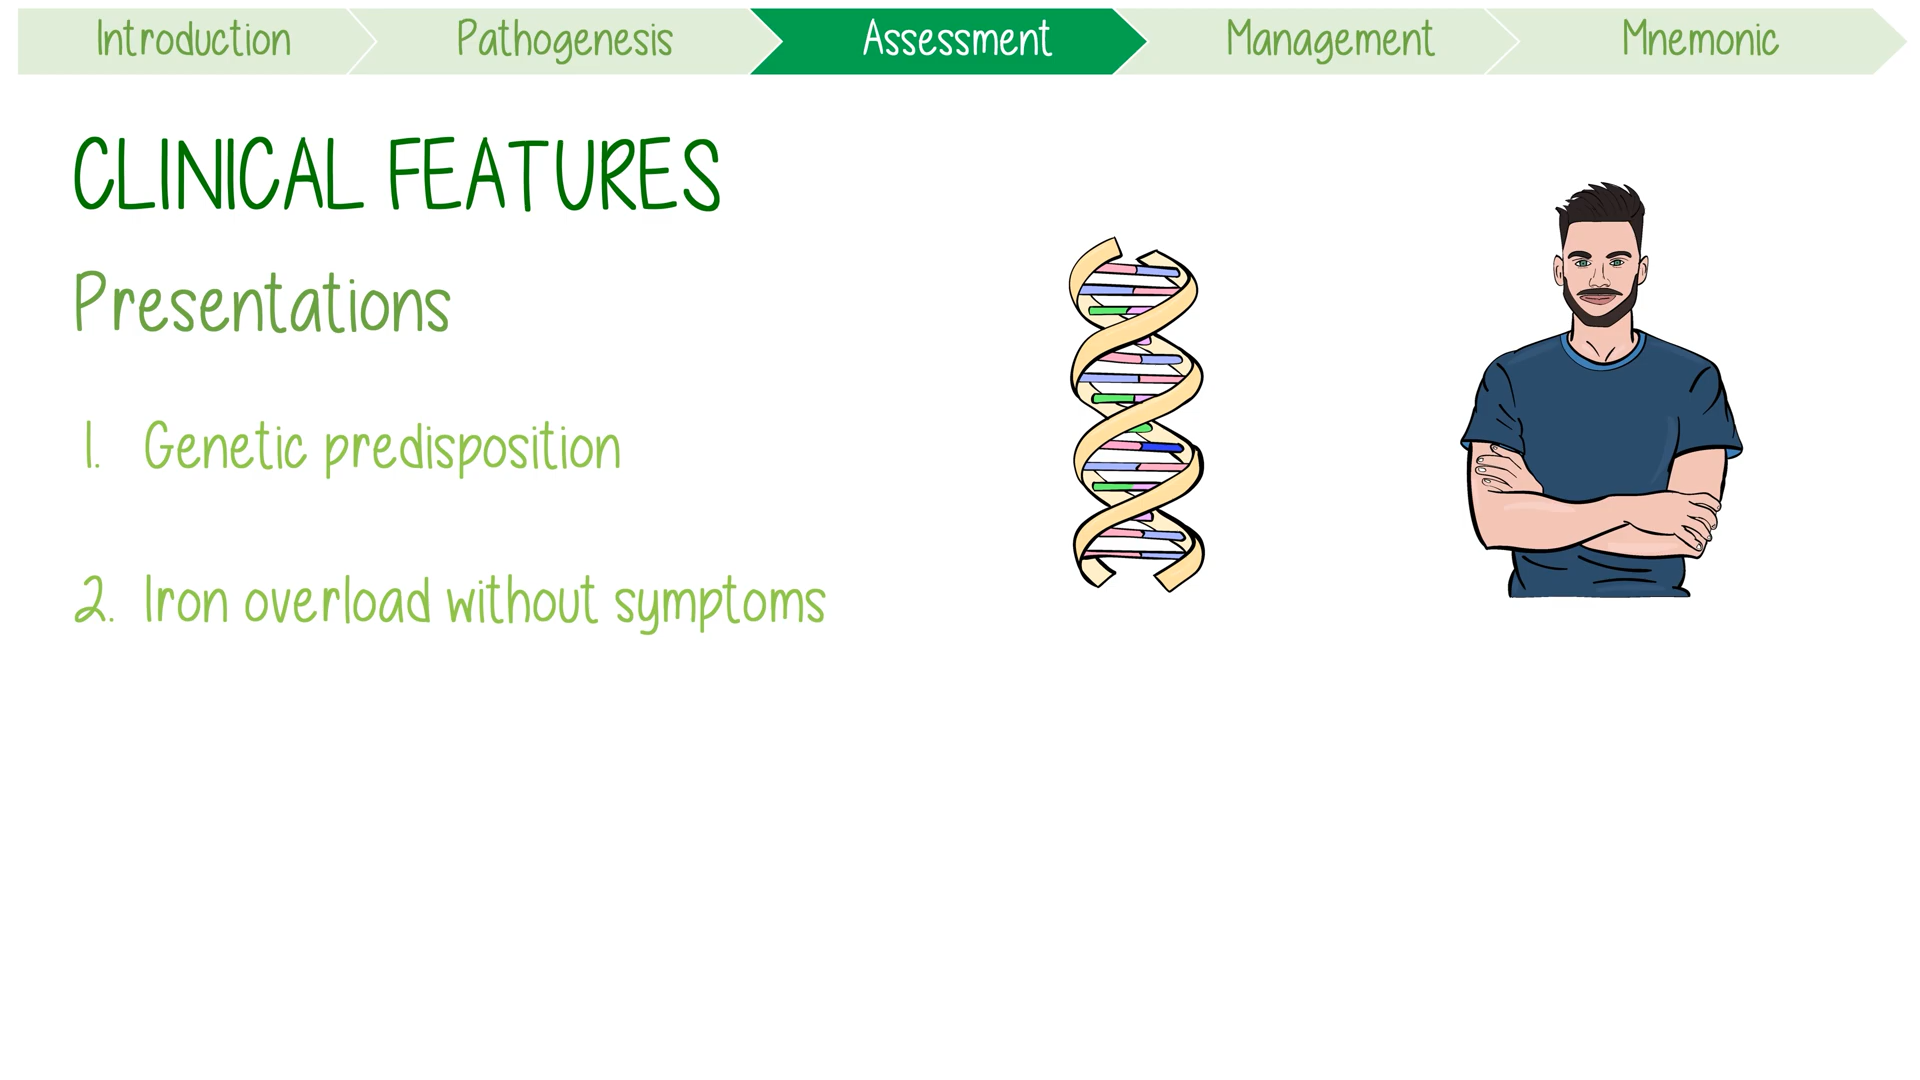 Introduction
Pathogenesis
Assessment
Management
Mnemonic
CLINICAL FEATURES
Presentations
1. Genetic predisposition
2. Iron overload without symptoms